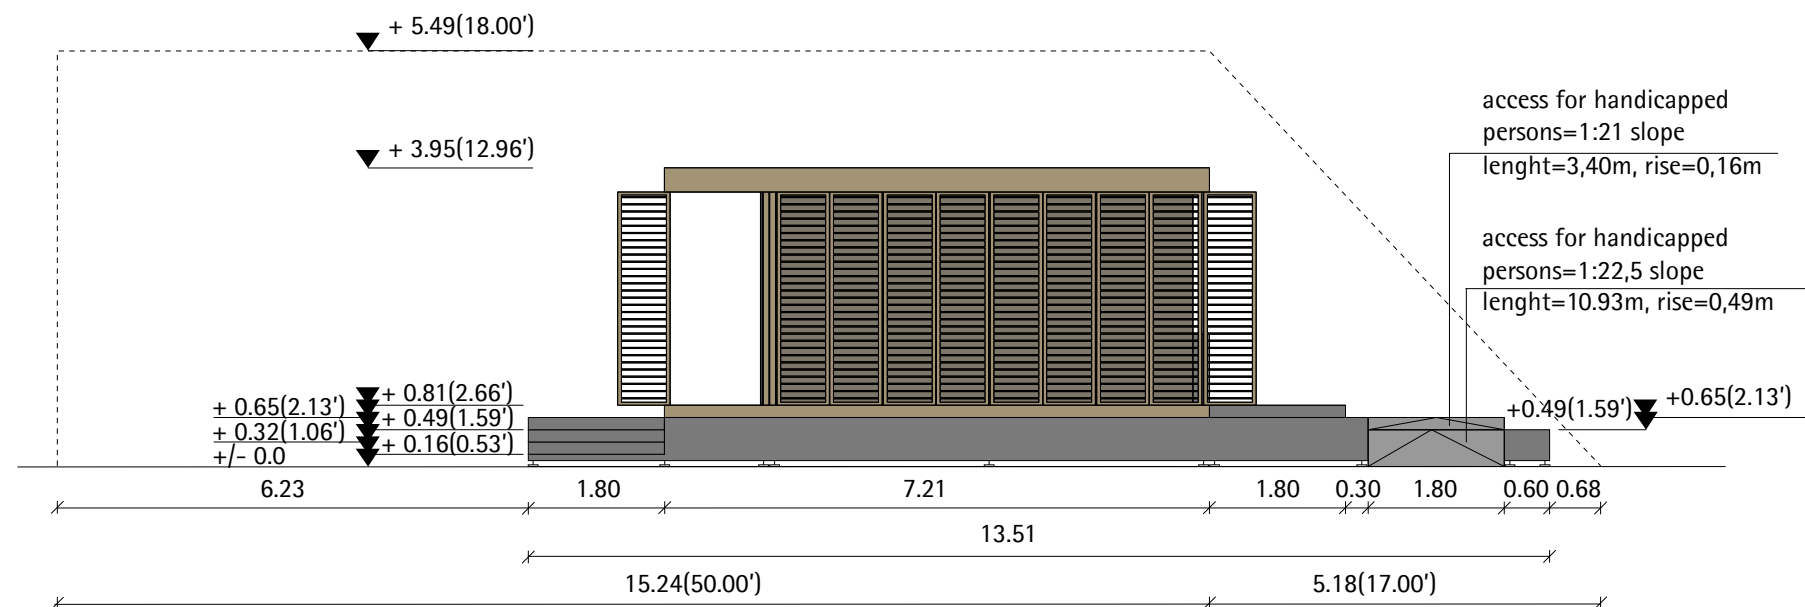 + 5.49(18.00')
+ 3.95(12.96')
access for handicapped
persons=1:21 slope
lenght=3,40m, rise=0,16m
access for handicapped
persons=1:22,5 slope
lenght=10.93m, rise=0,49m
+ 0.81(2.66')
+ 0.65(2.13')
+ 0.49(1.59')
+ 0.32(1.06')
+ 0.16(0.53')
+/- 0.0
+0.49(1.59')
+0.65(2.13')
6.23 1.80 7.21 1.80 0.30 1.80 0.60 0.68
13.51
15.24(50.00') 5.18(17.00')